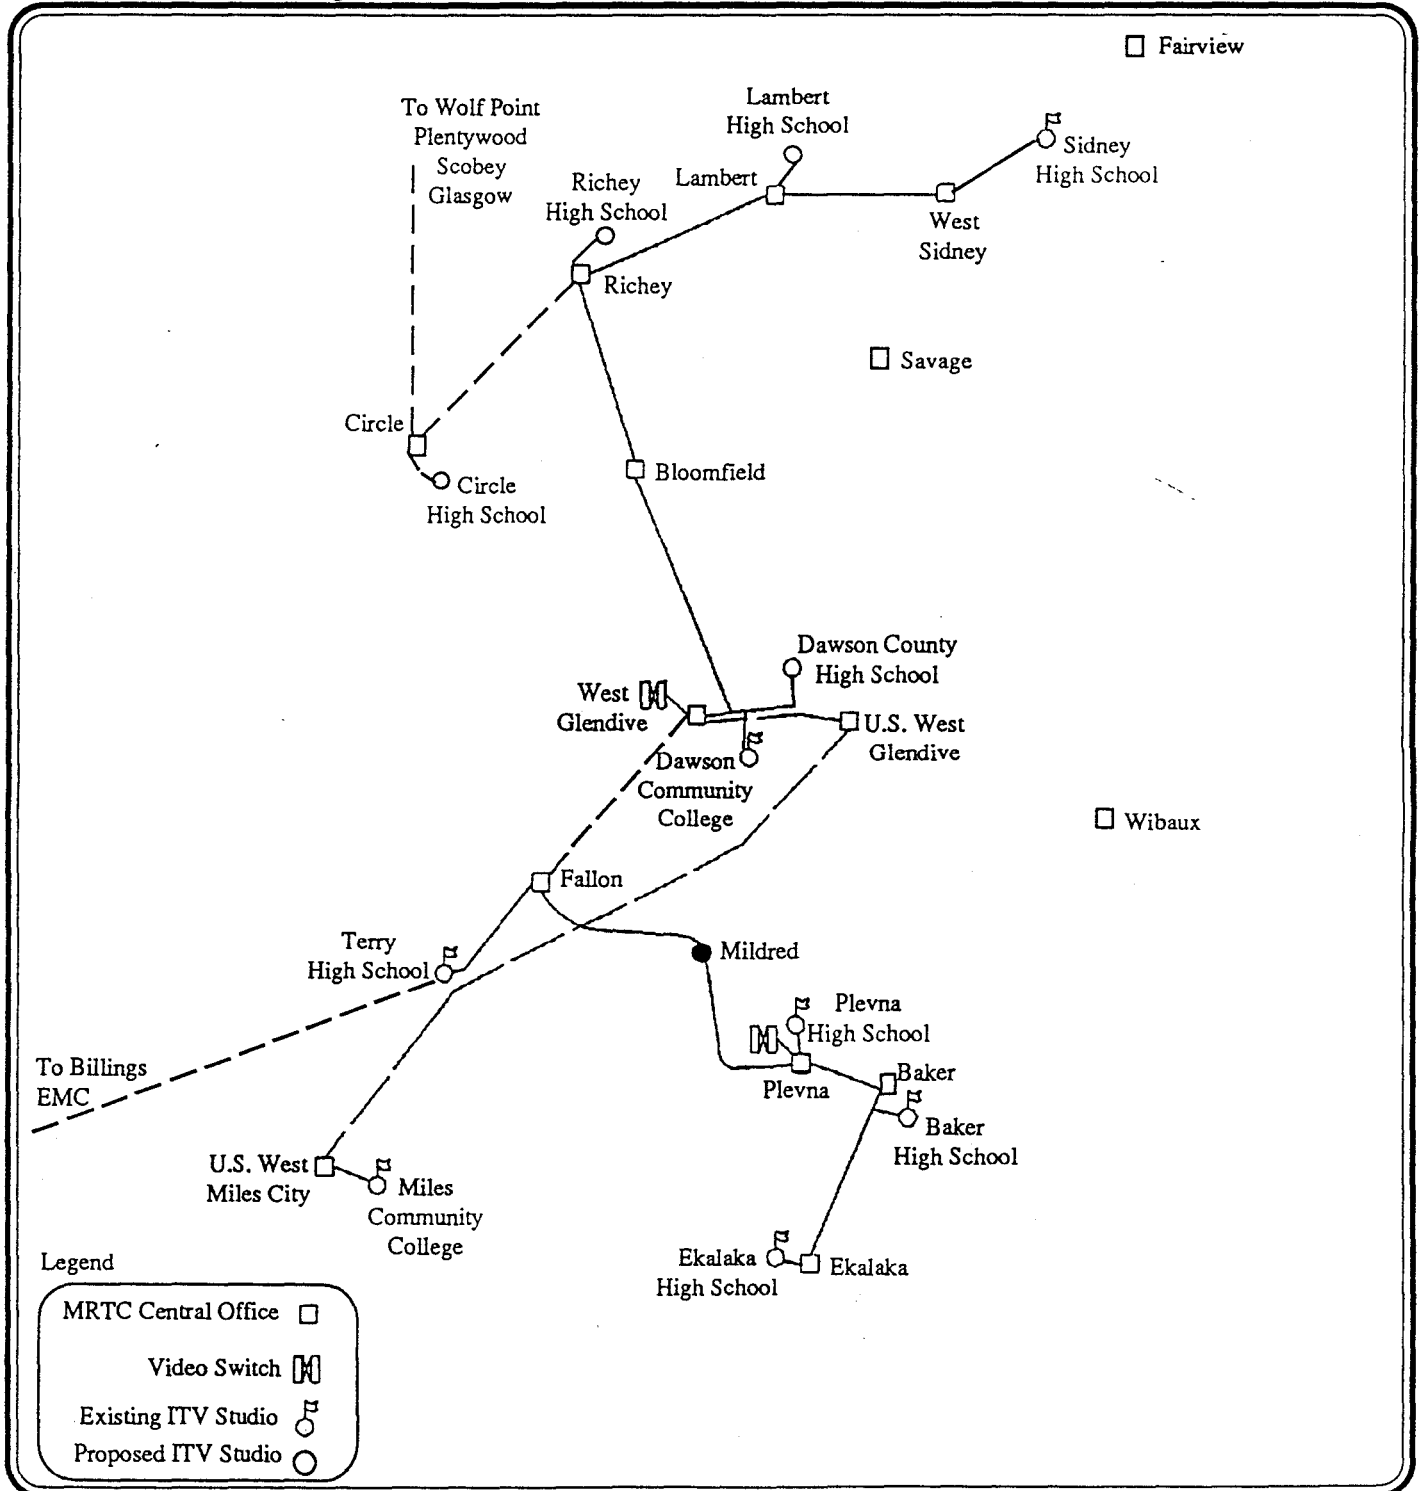 Fairview
To Wolf Point
Plentywood
Scobey
Glasgow
Lambert
High School
Sidney
High School
Lambert
Richey
High School
West
Sidney
Richey
Savage
Circle
Bloomfield
Circle
High School
Dawson County
High School
West
Glendive
U.S. West
Glendive
Dawson
Community
College
Wibaux
Fallon
Terry
High School
Mildred
Plevna
High School
To Billings
EMC
Plevna
Baker
Baker
High School
U.S. West
Miles City
Miles
Community
College
Ekalaka
High School
Ekalaka
Legend
MRTC Central Office
Video Switch
Existing ITV Studio
Proposed ITV Studio